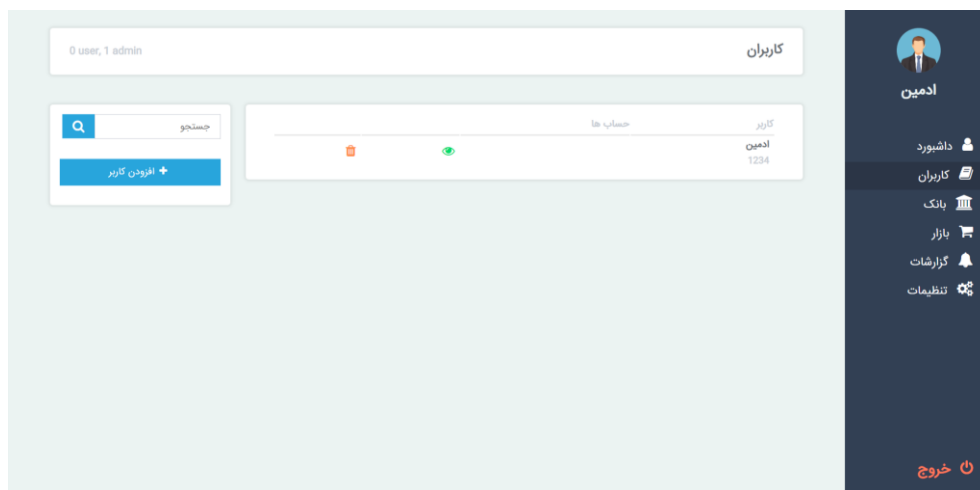 ادمین
داشبورد
کاربران
بانک
بازار
گزارشات
تنظیمات
خروج
کاربران
0 user, 1 admin
کاربر
حساب ها
ادمین
1234
جستجو
افزودن کاربر